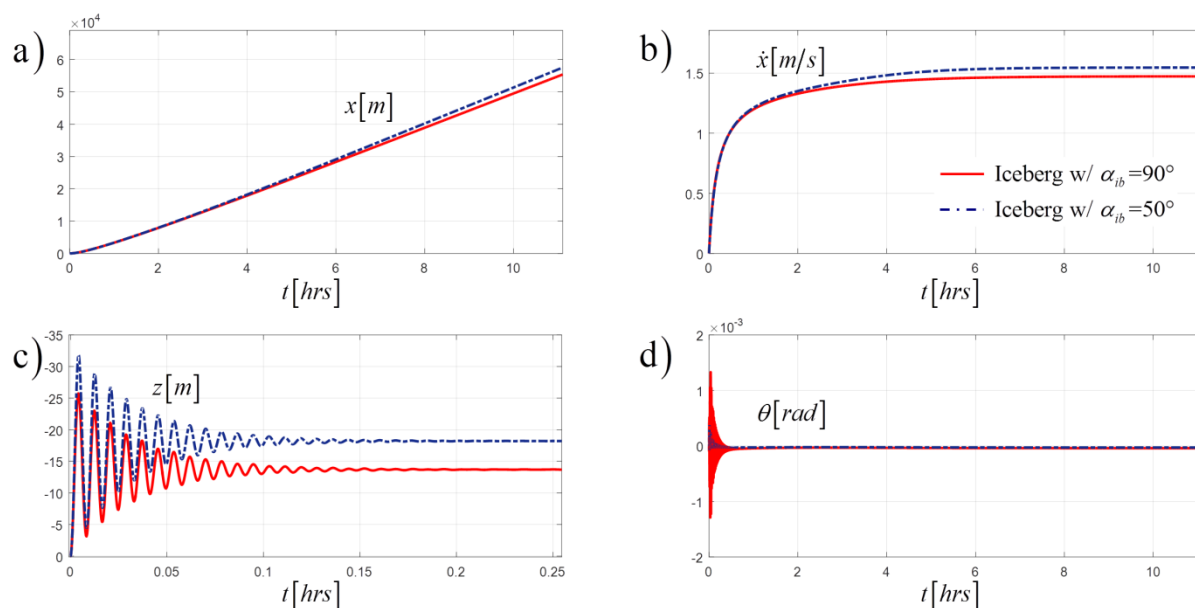 a)
×10⁴
6
5
4
3
2
1
0
x[m]
0 2 4 6 8 10
t[hrs]
b)
1.5
1
0.5
0
ẋ[m/s]
Iceberg w/ α_ib=90°
Iceberg w/ α_ib=50°
0 2 4 6 8 10
t[hrs]
c)
-35
-30
-25
-20
-15
-10
-5
0
z[m]
0 0.05 0.1 0.15 0.2 0.25
t[hrs]
d)
×10⁻³
2
1
0
-1
-2
θ[rad]
0 2 4 6 8 10
t[hrs]